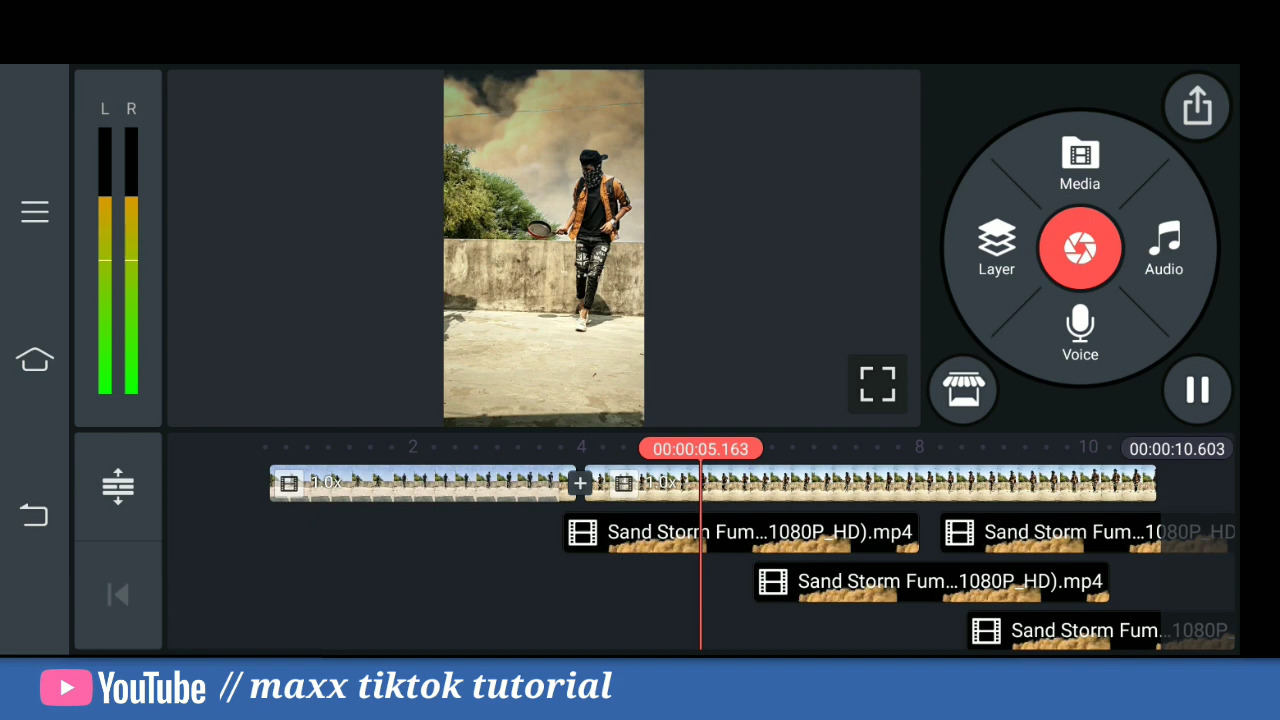 L R
Media
Layer
Audio
Voice
2 4 00:00:05.163 8 10 00:00:10.603
1.0x 1.0x
Sand Storm Fum...1080P_HD).mp4
Sand Storm Fum...1080P_HD
Sand Storm Fum...1080P_HD).mp4
Sand Storm Fum...1080P
YouTube // maxx tiktok tutorial